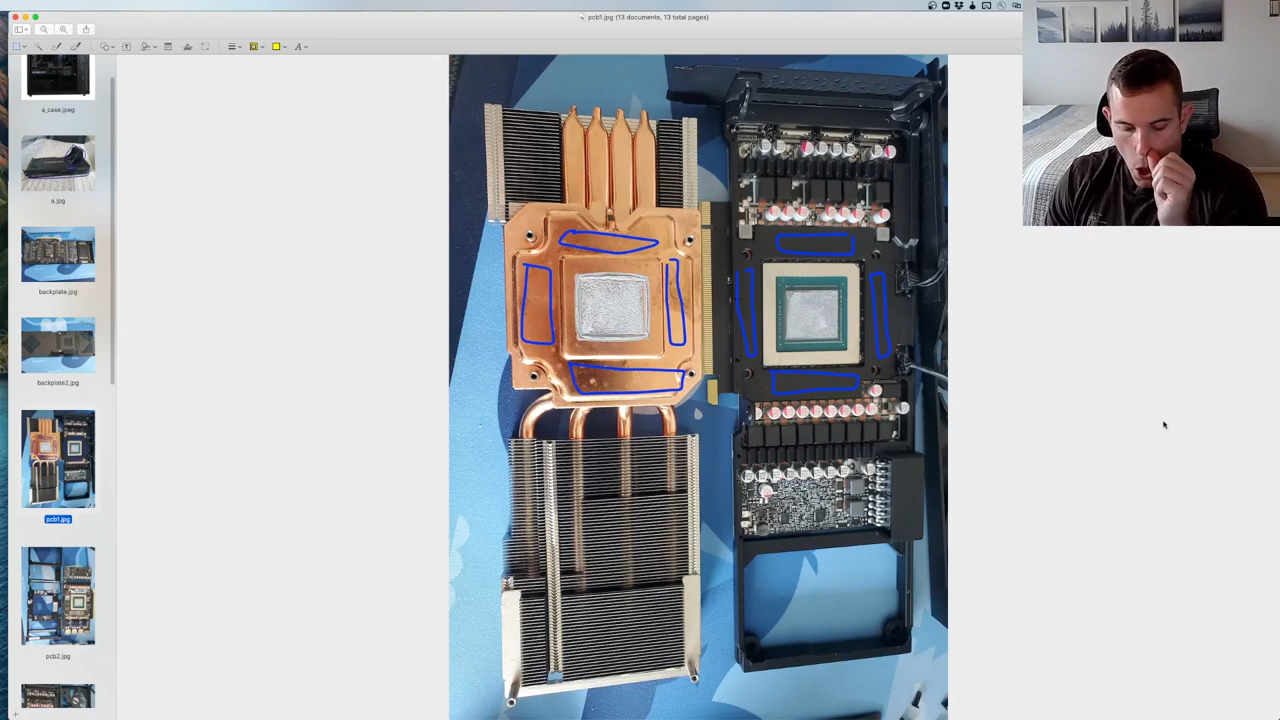 pcb1.jpg (13 documents, 13 total pages)
a_case.jpeg
a.jpg
backplate.jpg
backplate2.jpg
pcb1.jpg
pcb2.jpg